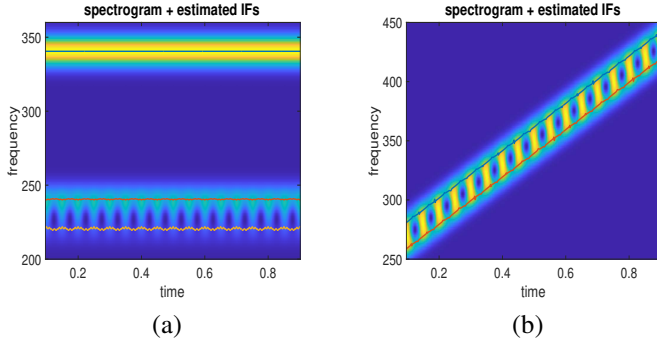 spectrogram + estimated IFs
frequency
350
300
250
200
0.2 0.4 0.6 0.8
time
(a)
spectrogram + estimated IFs
frequency
450
400
350
300
250
0.2 0.4 0.6 0.8
time
(b)